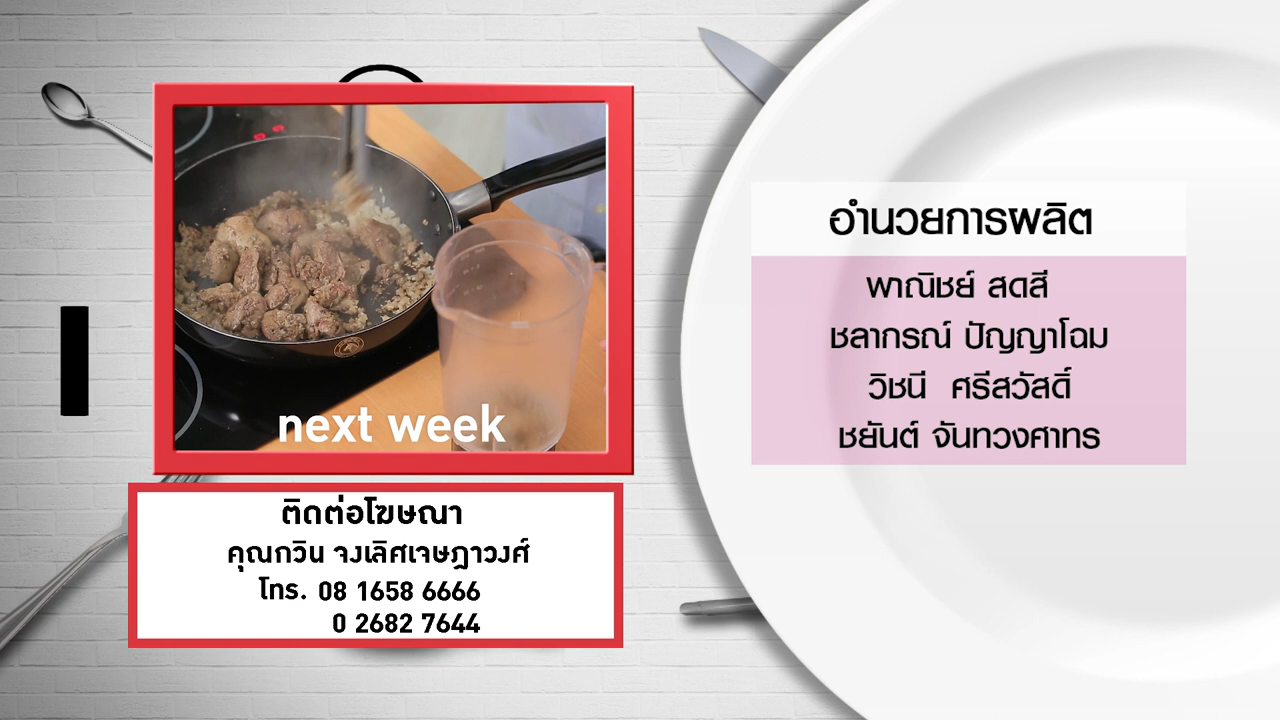 next week
ติดต่อโฆษณา
คุณกวิน จงเลิศเจษฎาวงศ์
โทร. 08 1658 6666
0 2682 7644
อำนวยการผลิต
พาณิชย์ สดสี
ชลากรณ์ ปัญญาโฉม
วิชนี ศรีสวัสดิ์
ชยันต์ จันทวงศาทร